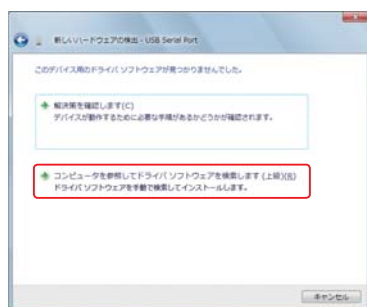 新しいハードウェアの検出 - USB Serial Port
このデバイス用のドライバ ソフトウェアが見つかりませんでした。
解決策を確認します(C)
デバイスが動作するために必要な手順があるかどうかが確認されます。
コンピュータを参照してドライバ ソフトウェアを検索します (上級)(R)
ドライバ ソフトウェアを手動で検索してインストールします。
キャンセル